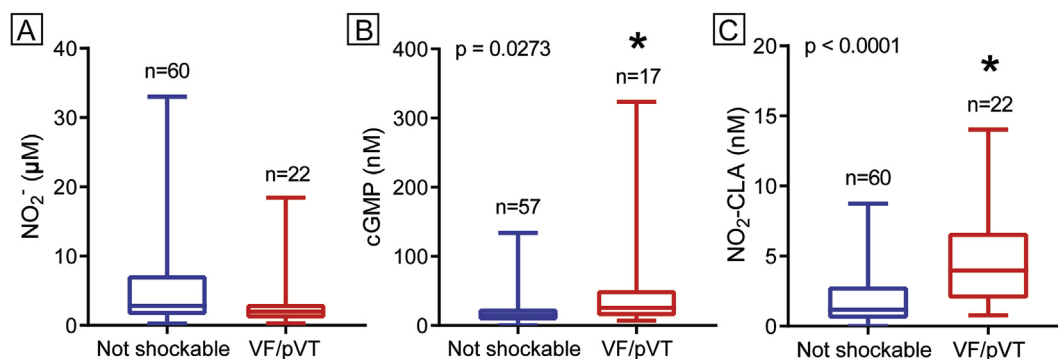 A
NO₂⁻ (μM)
40
30
20
10
0
n=60
n=22
Not shockable
VF/pVT
B
cGMP (nM)
400
300
200
100
0
p = 0.0273
*
n=17
n=57
Not shockable
VF/pVT
C
NO₂-CLA (nM)
20
15
10
5
0
p < 0.0001
*
n=22
n=60
Not shockable
VF/pVT